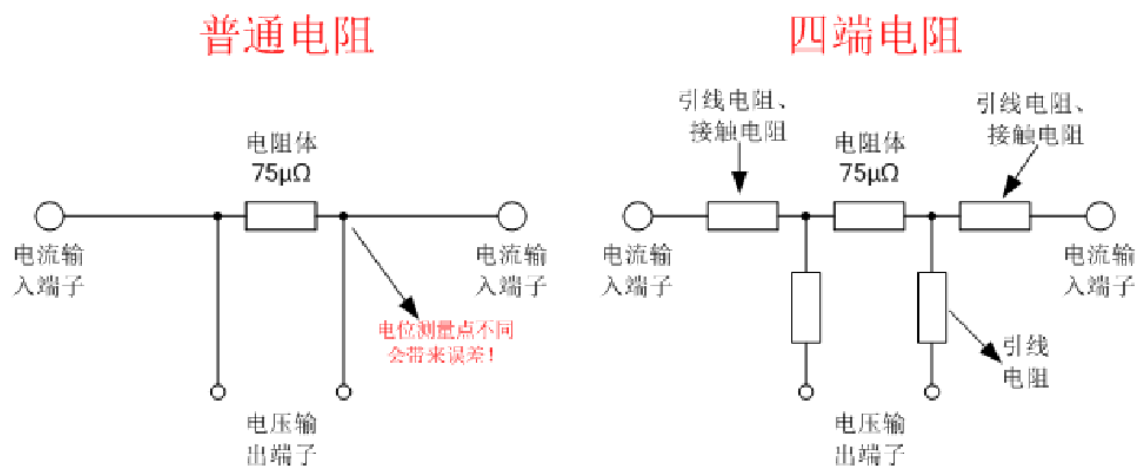 普通电阻
四端电阻
电阻体
75μΩ
电流输
入端子
电流输
入端子
电位测量点不同
会带来误差！
电压输
出端子
引线电阻、
接触电阻
电阻体
75μΩ
引线电阻、
接触电阻
电流输
入端子
电流输
入端子
引线
电阻
电压输
出端子